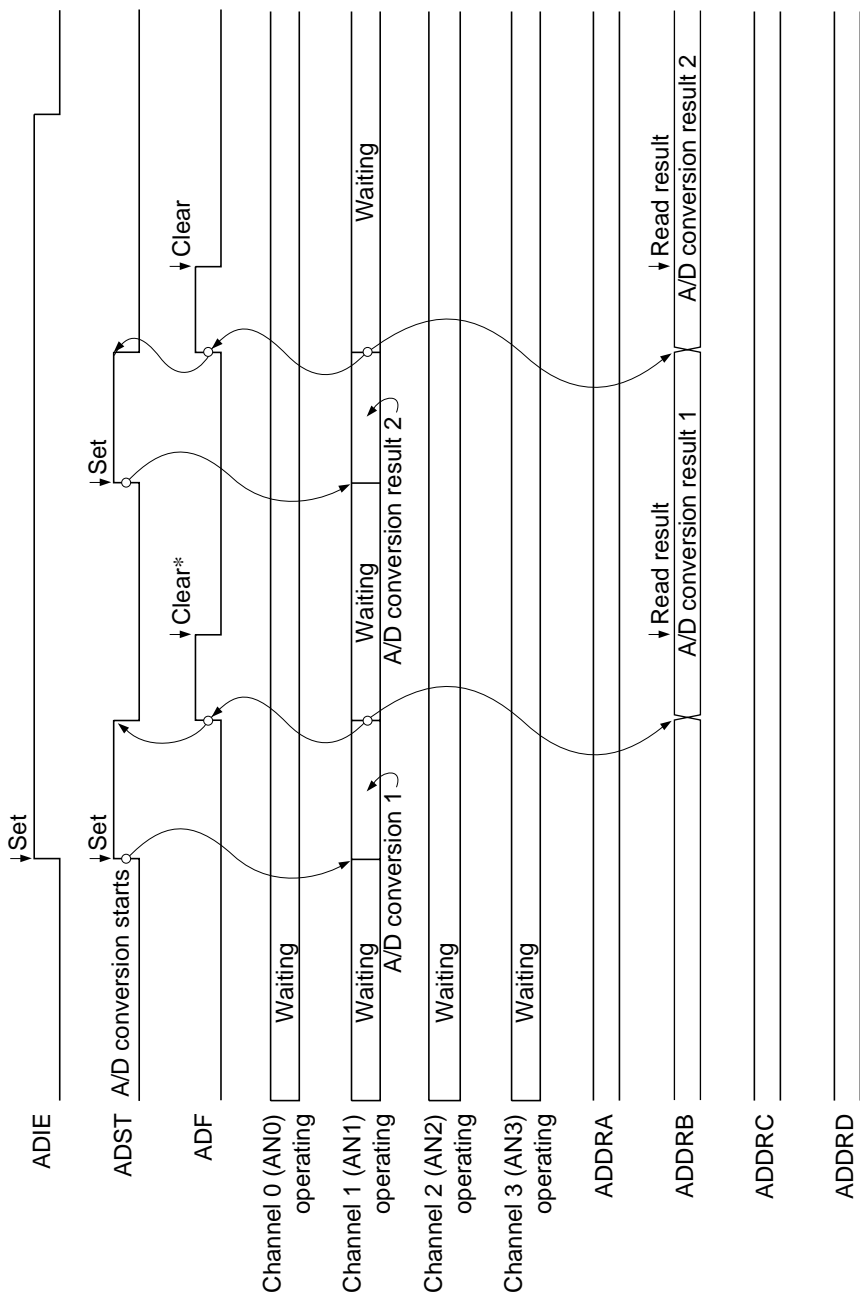 ADIE
Set
ADST
A/D conversion starts
Set
Set
ADF
Clear*
Clear
Channel 0 (AN0)
operating
Waiting
Channel 1 (AN1)
operating
Waiting
Waiting
Waiting
A/D conversion 1
A/D conversion result 2
Channel 2 (AN2)
operating
Waiting
Channel 3 (AN3)
operating
Waiting
ADDRA
ADDRB
Read result
A/D conversion result 1
Read result
A/D conversion result 2
ADDRC
ADDRD